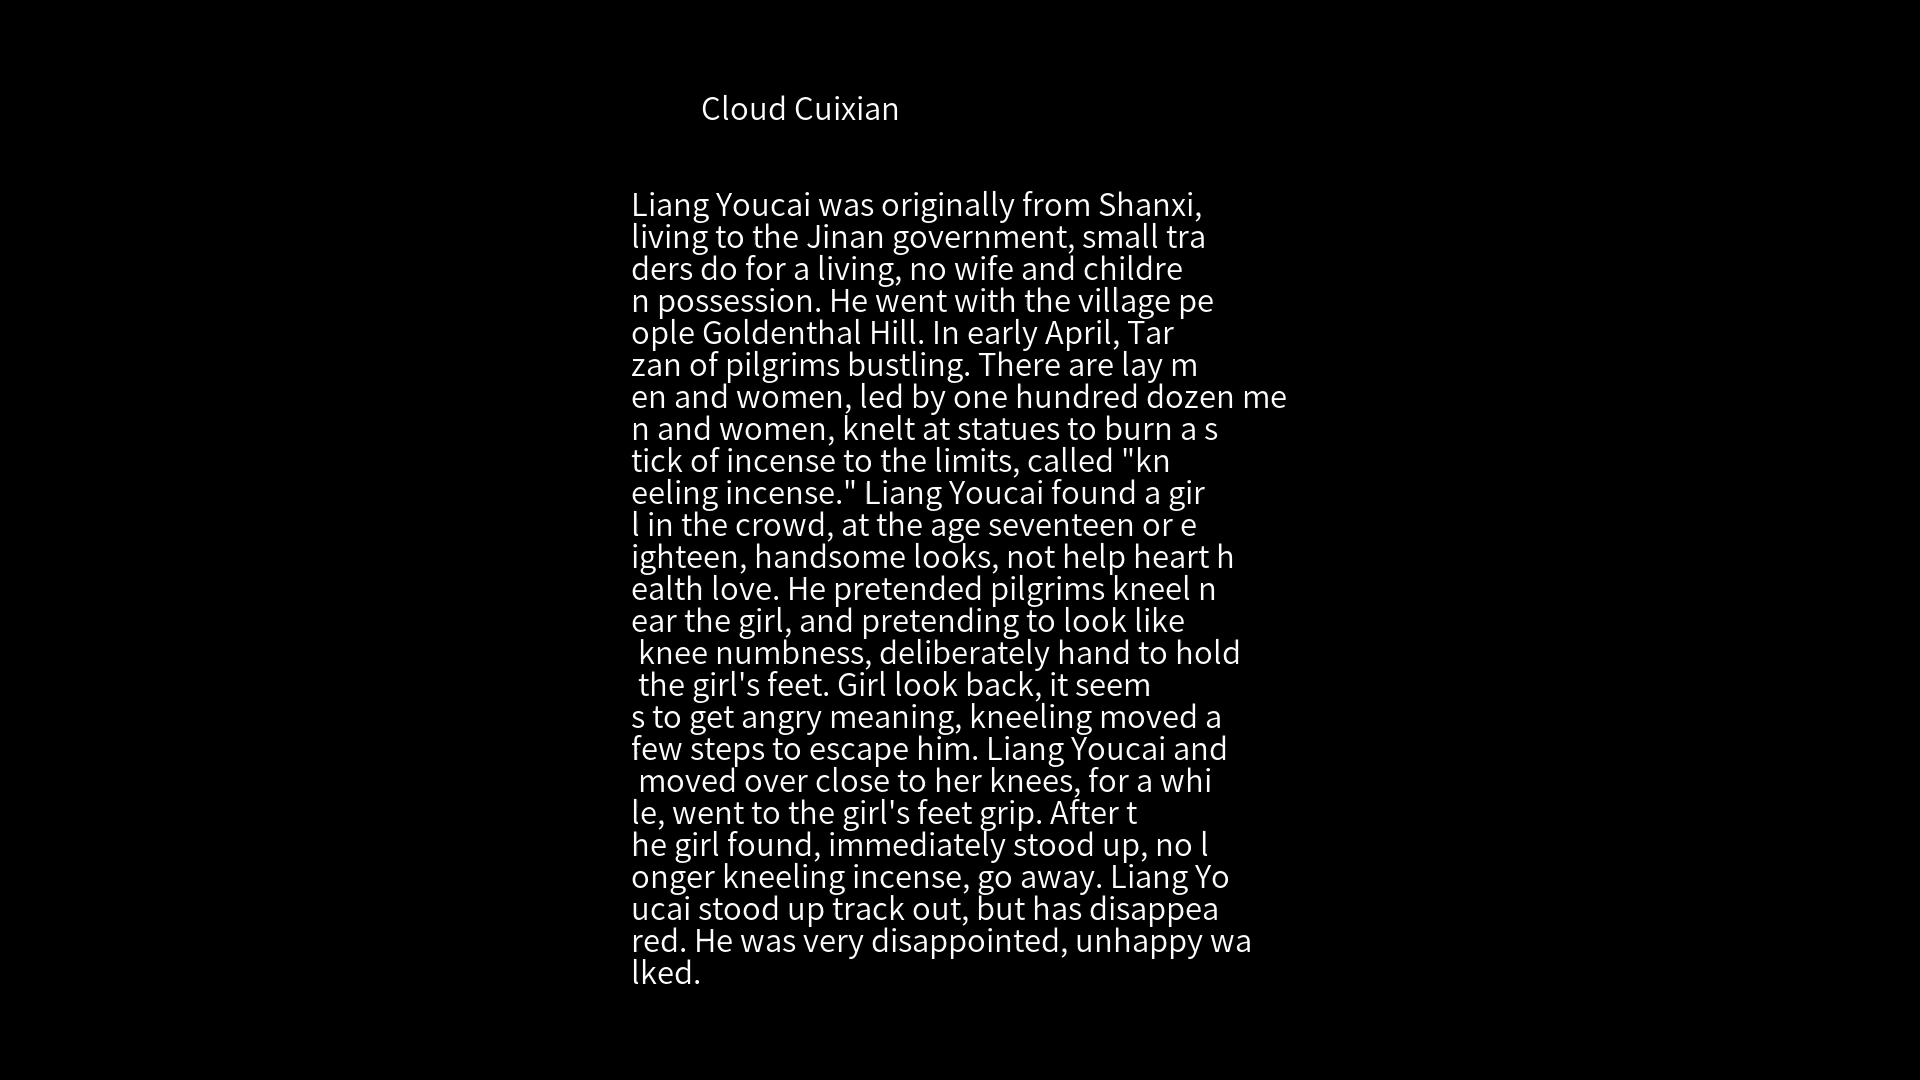 Cloud Cuixian
Liang Youcai was originally from Shanxi,
living to the Jinan government, small tra
ders do for a living, no wife and childre
n possession. He went with the village pe
ople Goldenthal Hill. In early April, Tar
zan of pilgrims bustling. There are lay m
en and women, led by one hundred dozen me
n and women, knelt at statues to burn a s
tick of incense to the limits, called "kn
eeling incense." Liang Youcai found a gir
l in the crowd, at the age seventeen or e
ighteen, handsome looks, not help heart h
ealth love. He pretended pilgrims kneel n
ear the girl, and pretending to look like
knee numbness, deliberately hand to hold
the girl's feet. Girl look back, it seem
s to get angry meaning, kneeling moved a
few steps to escape him. Liang Youcai and
moved over close to her knees, for a whi
le, went to the girl's feet grip. After t
he girl found, immediately stood up, no l
onger kneeling incense, go away. Liang Yo
ucai stood up track out, but has disappea
red. He was very disappointed, unhappy wa
lked.